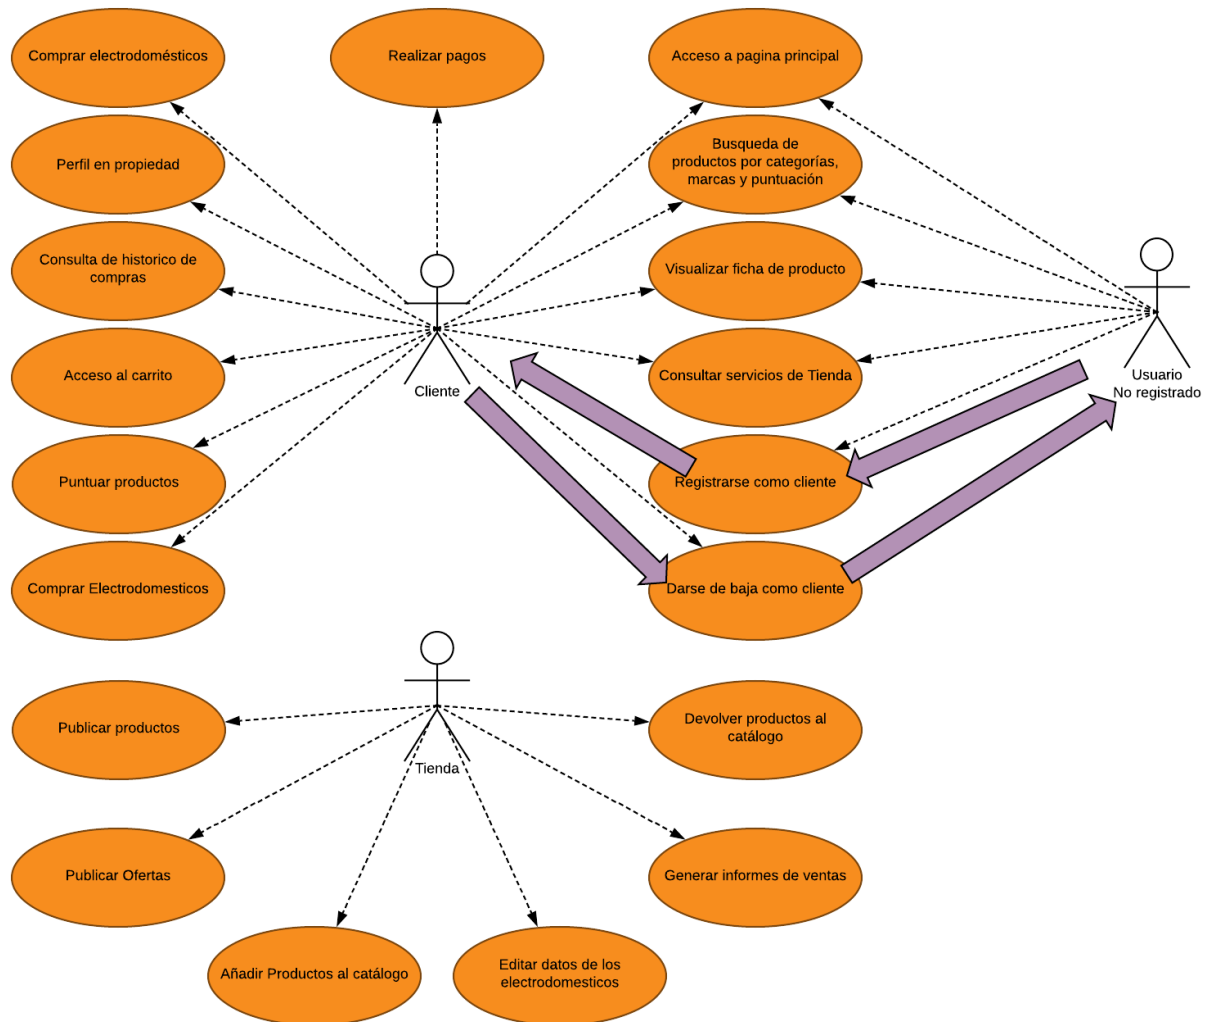 Comprar electrodomésticos
Realizar pagos
Acceso a pagina principal
Perfil en propiedad
Busqueda de
productos por categorías,
marcas y puntuación
Consulta de historico de
compras
Visualizar ficha de producto
Acceso al carrito
Cliente
Consultar servicios de Tienda
Usuario
No registrado
Puntuar productos
Registrarse como cliente
Comprar Electrodomesticos
Darse de baja como cliente
Publicar productos
Tienda
Devolver productos al
catálogo
Publicar Ofertas
Generar informes de ventas
Añadir Productos al catálogo
Editar datos de los
electrodomesticos